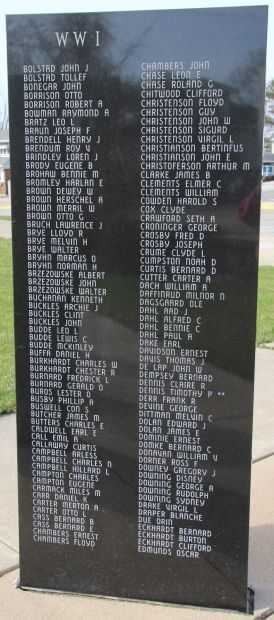 WWI
BOLSTAD JOHN J
BOLSTAD TOLLEF
BONEGAR JOHN
BORRISON OTTO
BORRISON ROBERT A
BOWMAN RAYMOND A
BRATZ LEO L
BRAUN JOSEPH F
BRENDELL HENRY J
BRENDUM ROY V
BRINDLEY LOREN J
BRODY EUGENE B
BROHAW BENNIE M
BROMLEY HARLAN E
BROWN DEWEY W
BROWN HERSCHEL A
BROWN MERRIL W
BROWN OTTO G
BRUCH LAWRENCE J
BRYE LLOYD R
BRYE MELVIN H
BRYE WALTER
BRYHN MARCUS O
BRYHN NORMAN H
BRZEZOWSKE ALBERT
BRZEZOWSKE JOHN
BRZEZOWSKE WALTER
BUCHANAN KENNETH
BUCKLES ARCHIE J
BUCKLES CLINT
BUCKLES JOHN
BUDDE LEO L
BUDDE LEWIS C
BUDDE MCKINLEY
BUFFA DANIEL H
BURKHARDT CHARLES W
BURKHARDT CHESTER A
BURNARD FREDRICK L
BURNARD GERALD O
BUROS LESTER O
BUSBY PHILLIP A
BUSWELL CON S
BUTCHER JAMES M
BUTTERS CHARLES E
CALDWELL EARL E
CALL EMIL A
CALLAWAY CURTIS
CAMPBELL ARLESS
CAMPBELL CHARLES N
CAMPBELL HILLARD L
CAMPTON CHARLES
CAMPTON EUGENE
CARMACK MILES M
CARR DANIEL K
CARTER MERTON A
CARTER OTTO L
CASS BERNARD B
CASS BERNARD E
CHAMBERS ERNEST
CHAMBERS FLOYD
CHAMBERS JOHN
CHASE LEON E
CHASE ROLAND G
CHITWOOD CLIFFORD
CHRISTENSON FLOYD
CHRISTENSON GUY
CHRISTENSON JOHN W
CHRISTENSON SIGURD
CHRISTENSON VIRGIL L
CHRISTIANSON BERTINFUS
CHRISTIANSON JOHN E
CHRISTOFERSON ARTHUR M
CLARKE JAMES B
CLEMENTS ELMER C
CLEMENTS WILLIAM
COWDEN HAROLD S
COX CLYDE
CRAWFORD SETH A
CRONINGER GEORGE
CROSBY FRED D
CROSBY JOSEPH
CRUME CLYDE L
CUMPSTON NOAH D
CURTIS BERNARD D
CUTTER CARTER A
DACH WILLIAM A
DAFFINRUD MILNOR N
DAGSGARD OLE
DAHL AAD J
DAHL ALFRED C
DAHL BENNIE C
DAHL PAUL A
DAKE EARL
DAVIDSON ERNEST
DAVIS THOMAS J
DE LAP JOHN W
DEMPSEY BERNARD
DENNIS CLAIRE R
DENNIS TIMOTHY P **
DERR FRANK R
DEVINE GEORGE
DITTMAN MELVIN C
DOLAN EDWARD J
DOLAN JAMES E
DOMINIE ERNEST
DOMKE BERNARD C
DONAVAN WILLIAM V
DORNER ROSS F
DOWNEY GREGORY J
DOWNING DISNEY
DOWNING GEORGE A
DOWNING RUDOLPH
DOWNING SYDNEY
DRAKE VIRGIL L
DRAPER BLANCHE
DUE ORIN
ECKHARDT BERNARD
ECKHARDT BURTON
ECKHARDT CLIFFORD
EDMUNDS OSCAR